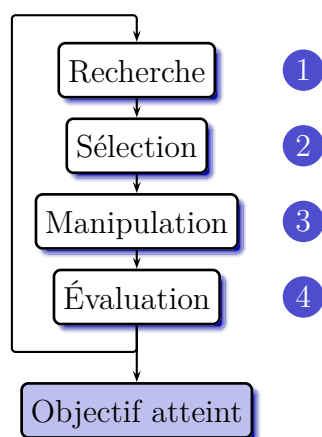 Recherche 1
Sélection 2
Manipulation 3
Évaluation 4
Objectif atteint